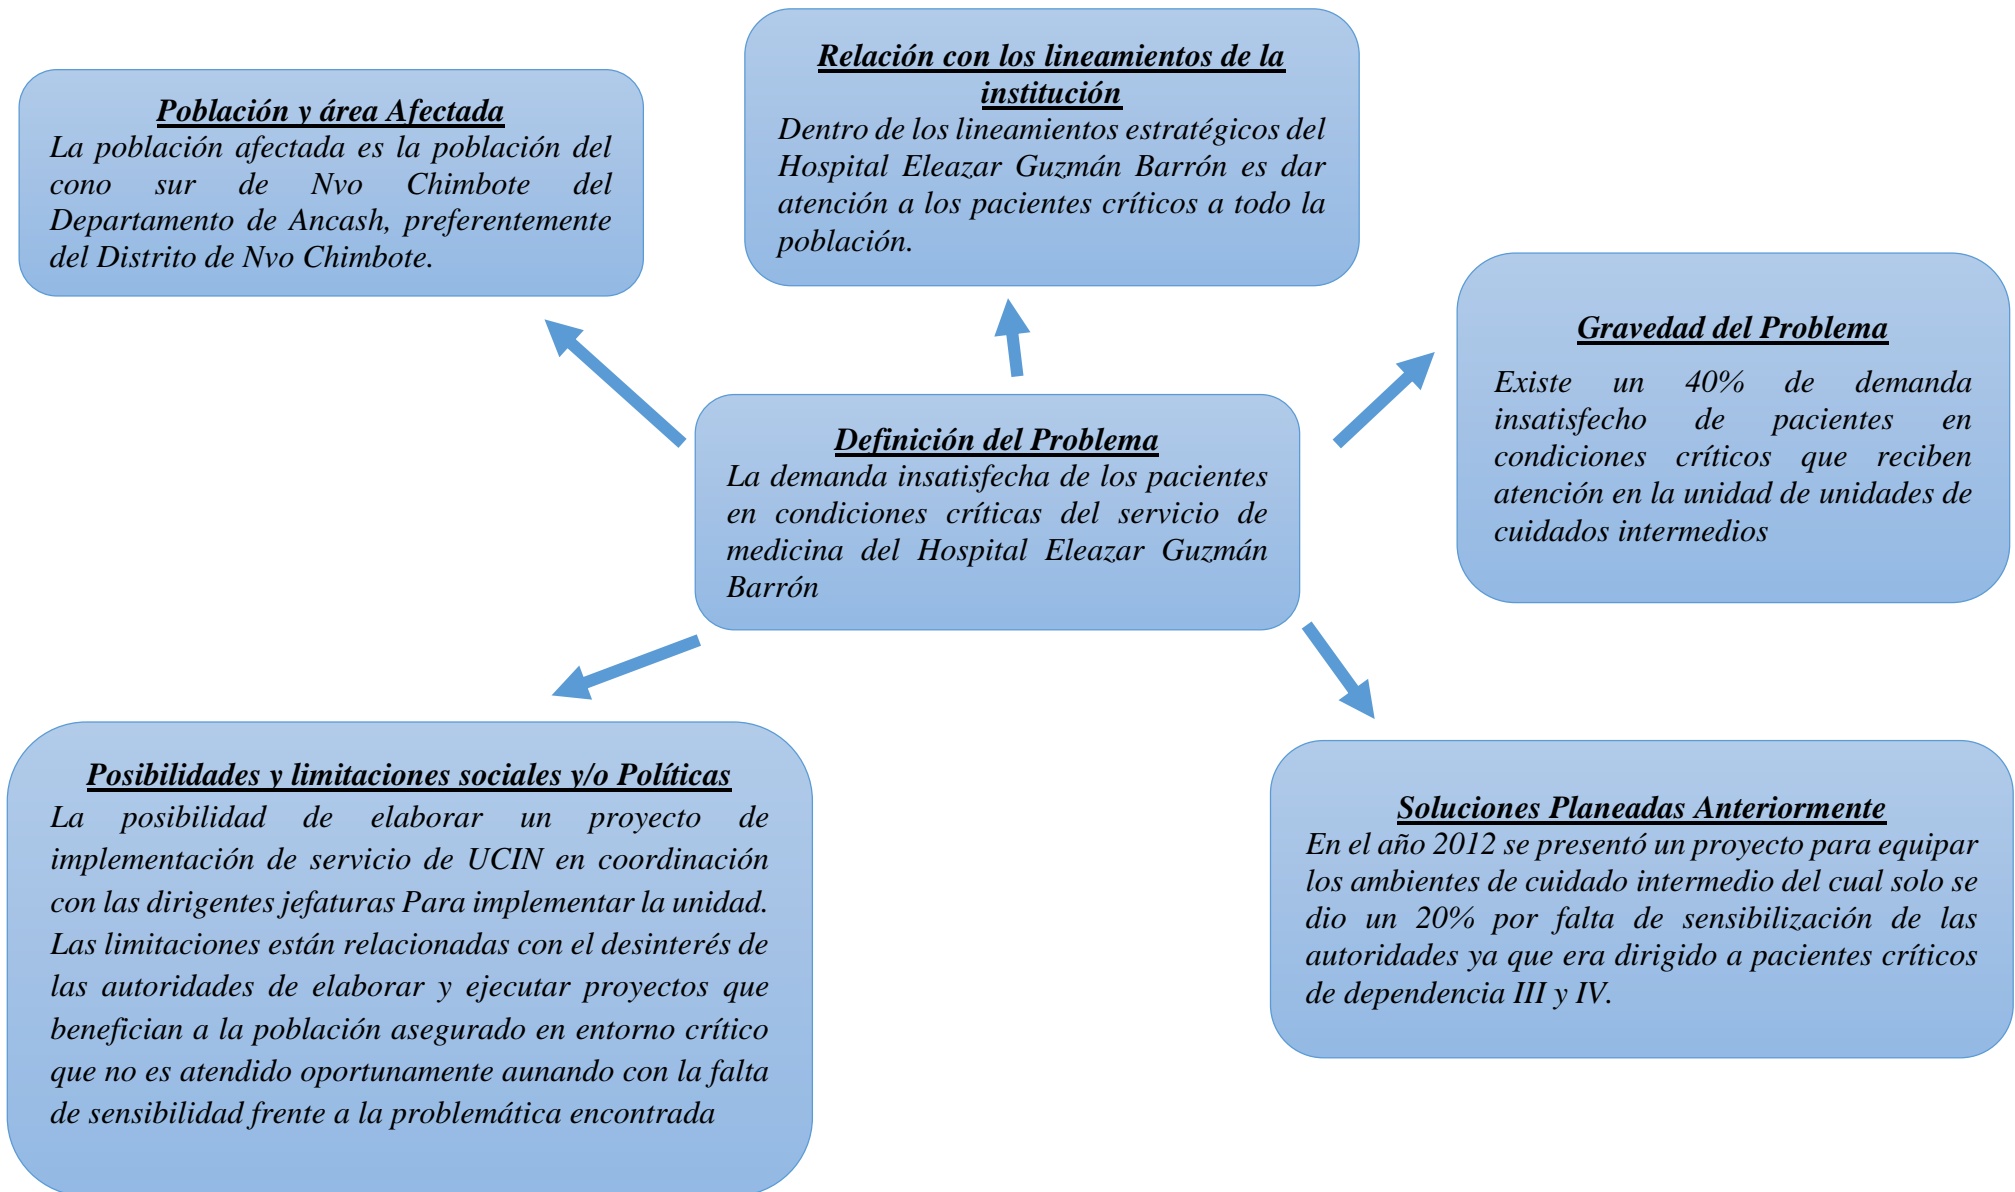 Relación con los lineamientos de la
institución
Dentro de los lineamientos estratégicos del
Hospital Eleazar Guzmán Barrón es dar
atención a los pacientes críticos a todo la
población.
Población y área Afectada
La población afectada es la población del
cono sur de Nvo Chimbote del
Departamento de Ancash, preferentemente
del Distrito de Nvo Chimbote.
Gravedad del Problema
Existe un 40% de demanda
insatisfecho de pacientes en
condiciones críticos que reciben
atención en la unidad de unidades de
cuidados intermedios
Definición del Problema
La demanda insatisfecha de los pacientes
en condiciones críticas del servicio de
medicina del Hospital Eleazar Guzmán
Barrón
Posibilidades y limitaciones sociales y/o Políticas
La posibilidad de elaborar un proyecto de
implementación de servicio de UCIN en coordinación
con las dirigentes jefaturas Para implementar la unidad.
Las limitaciones están relacionadas con el desinterés de
las autoridades de elaborar y ejecutar proyectos que
benefician a la población asegurado en entorno crítico
que no es atendido oportunamente aunando con la falta
de sensibilidad frente a la problemática encontrada
Soluciones Planeadas Anteriormente
En el año 2012 se presentó un proyecto para equipar
los ambientes de cuidado intermedio del cual solo se
dio un 20% por falta de sensibilización de las
autoridades ya que era dirigido a pacientes críticos
de dependencia III y IV.